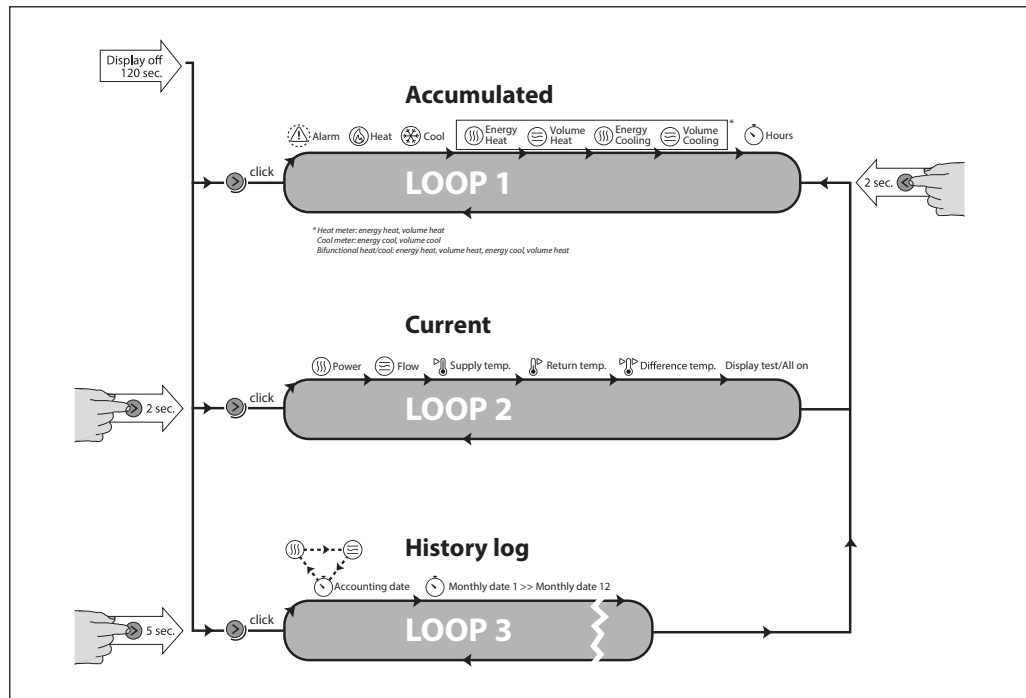 Display off
120 sec.
Accumulated
Alarm
Heat
Cool
Energy
Heat
Volume
Heat
Energy
Cooling
Volume
Cooling
*
Hours
click
LOOP 1
2 sec.
* Heat meter: energy heat, volume heat
Cool meter: energy cool, volume cool
Bifunctional heat/cool: energy heat, volume heat, energy cool, volume heat
Current
Power
Flow
Supply temp.
Return temp.
Difference temp.
Display test/All on
2 sec.
click
LOOP 2
History log
Accounting date
Monthly date 1 >> Monthly date 12
5 sec.
click
LOOP 3